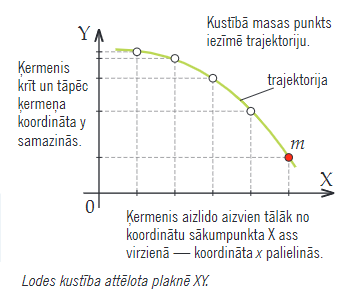 Y
Kustībā masas punkts
iezīmē trajektoriju.
Ķermenis
krīt un tāpēc
ķermeņa
koordināta y
samazinās.
trajektorija
m
X
0
Ķermenis aizlido aizvien tālāk no
koordinātu sākumpunkta X ass
virzienā — koordināta x palielinās.
Lodes kustība attēlota plaknē XY.